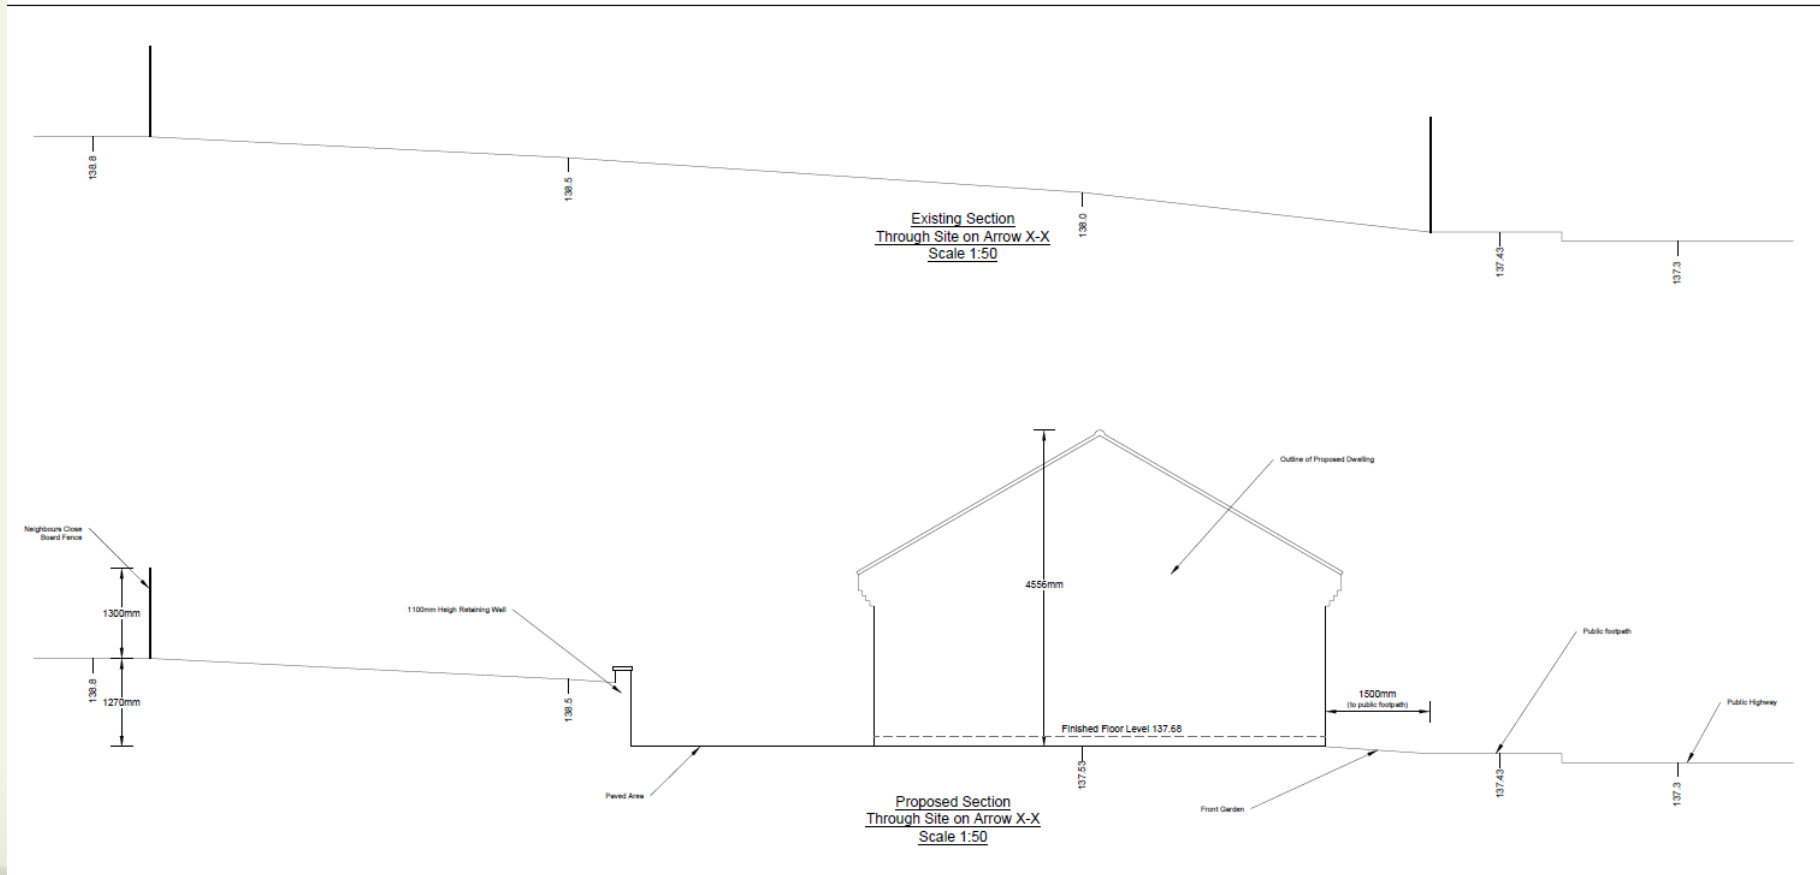 138.8
138.5
138.0
137.43
137.3
Existing Section
Through Site on Arrow X-X
Scale 1:50
Outline of Proposed Dwelling
Neighbours Close
Board Fence
4556mm
1300mm
1100mm Heigh Retaining Wall
Public footpath
138.8
1270mm
138.5
1500mm
(to public footpath)
Public Highway
Finished Floor Level 137.68
137.53
137.43
137.3
Paved Area
Front Garden
Proposed Section
Through Site on Arrow X-X
Scale 1:50